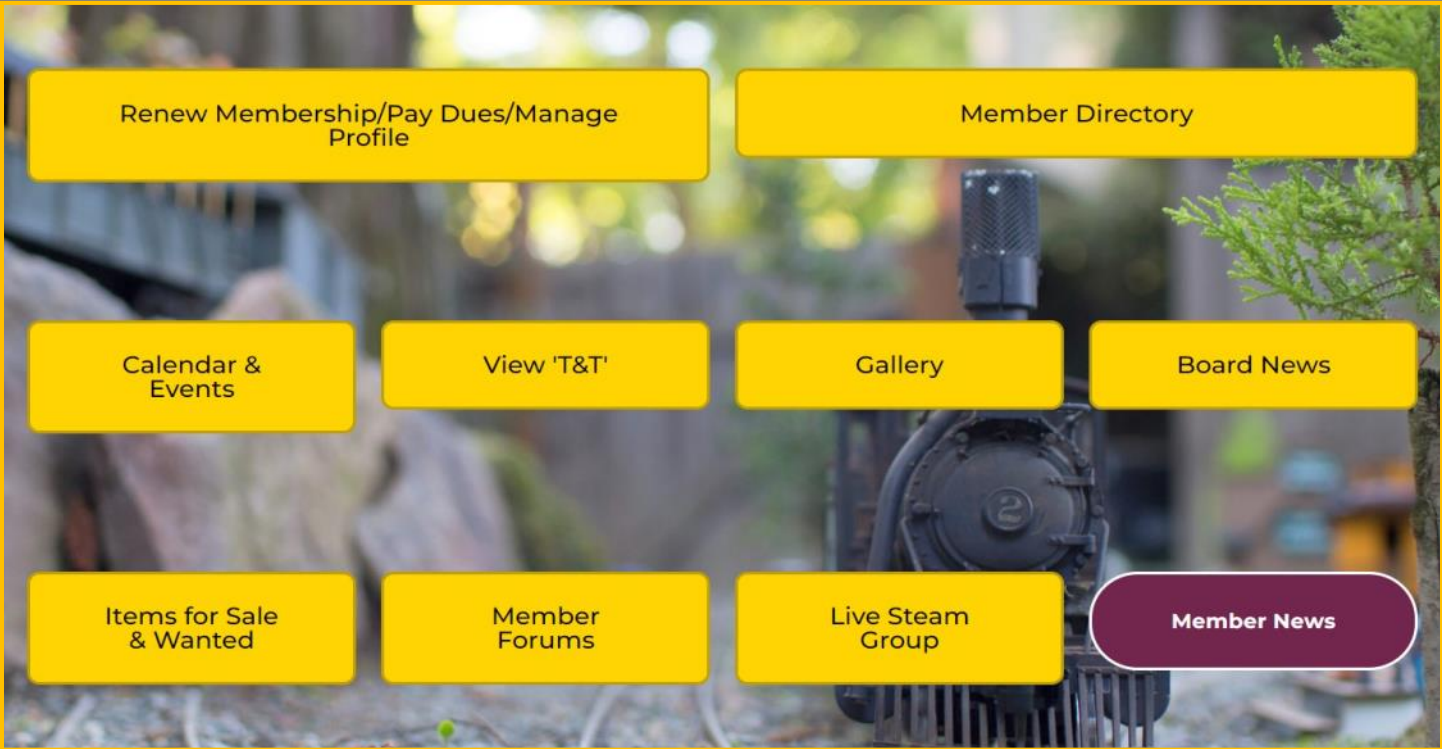 Renew Membership/Pay Dues/Manage
Profile
Member Directory
Calendar &
Events
View 'T&T'
Gallery
Board News
2
Items for Sale
& Wanted
Member
Forums
Live Steam
Group
Member News